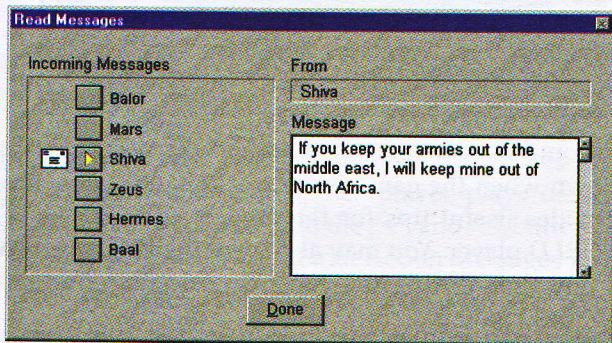 Read Messages
Incoming Messages
Balor
Mars
Shiva
Zeus
Hermes
Baal
From
Shiva
Message
If you keep your armies out of the
middle east, I will keep mine out of
North Africa.
Done